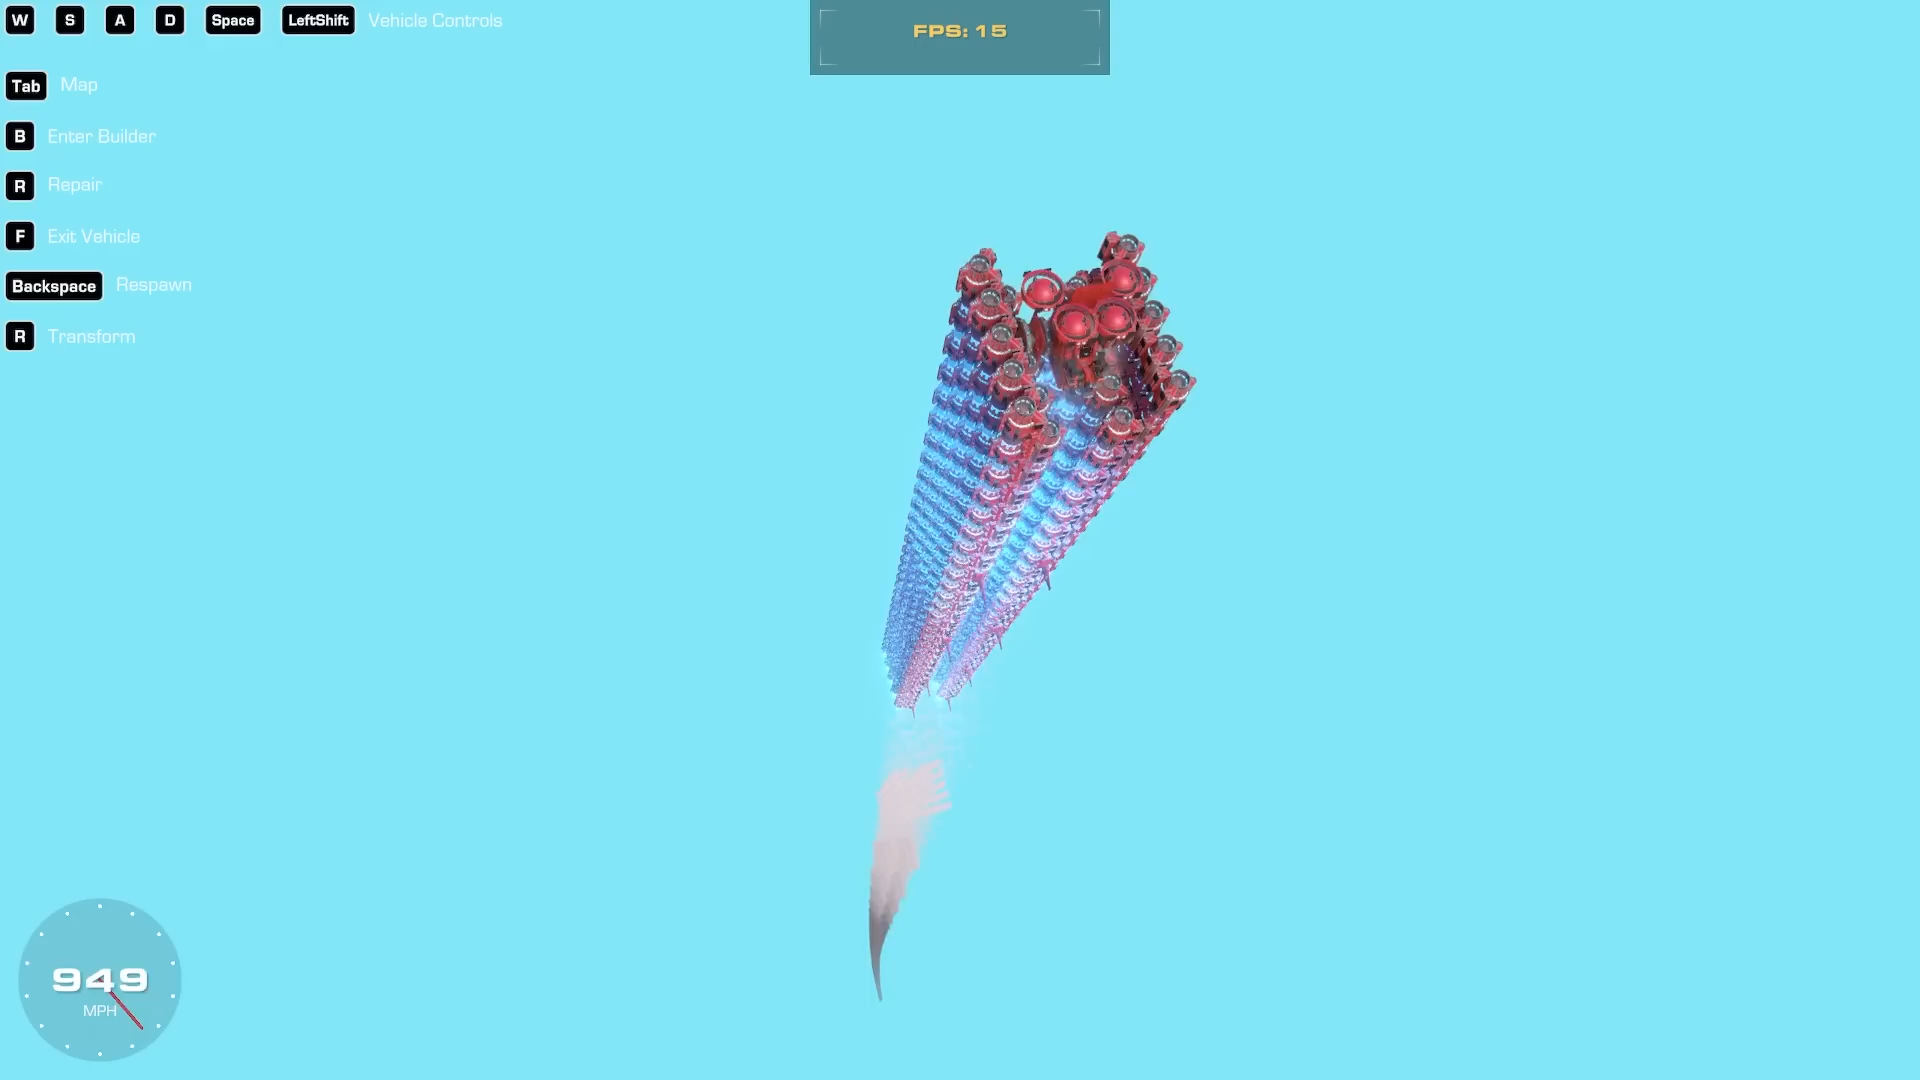 W S A D Space LeftShift Vehicle Controls
FPS: 15
Tab Map
B Enter Builder
R Repair
F Exit Vehicle
Backspace Respawn
R Transform
949
MPH